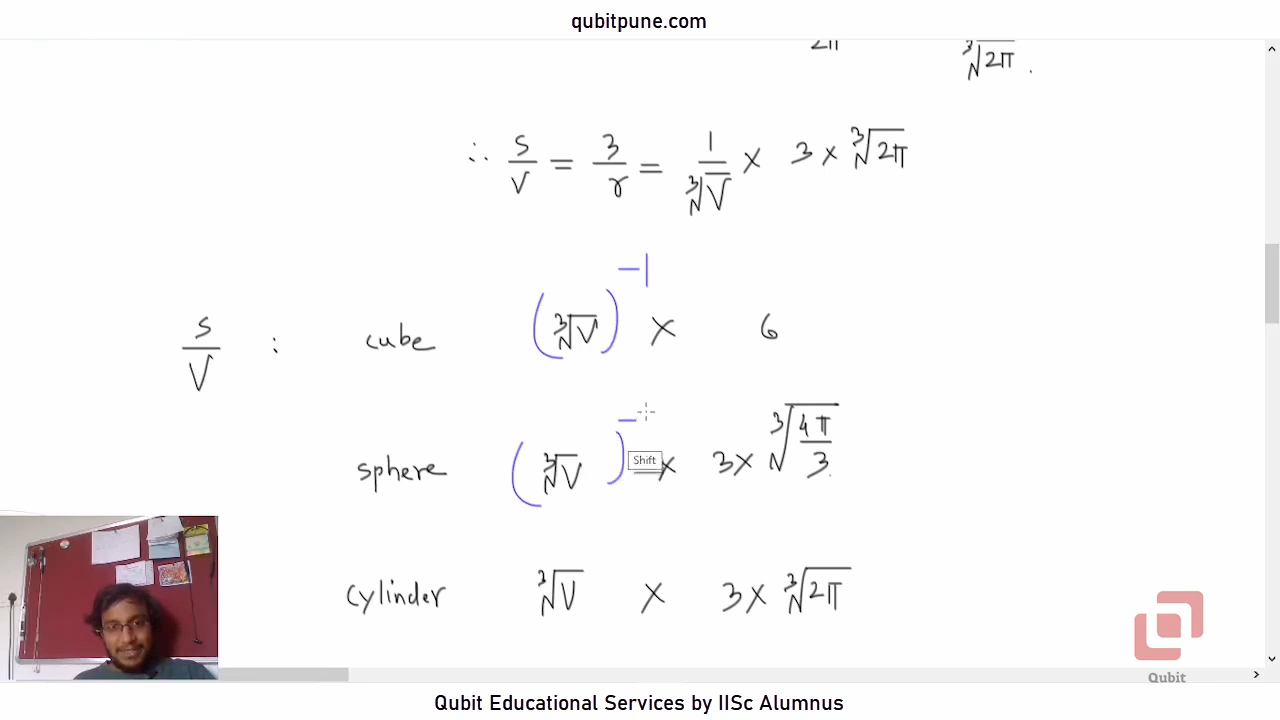 qubitpune.com
2π ∛2π .
∴ S/V = 3/r = 1/∛V × 3 × ∛2π
S/V : cube (∛V)⁻¹ × 6
sphere (∛V)⁻ × 3 × ∛(4π/3)
Shift
cylinder ∛V × 3 × ∛2π
Qubit
Qubit Educational Services by IISc Alumnus